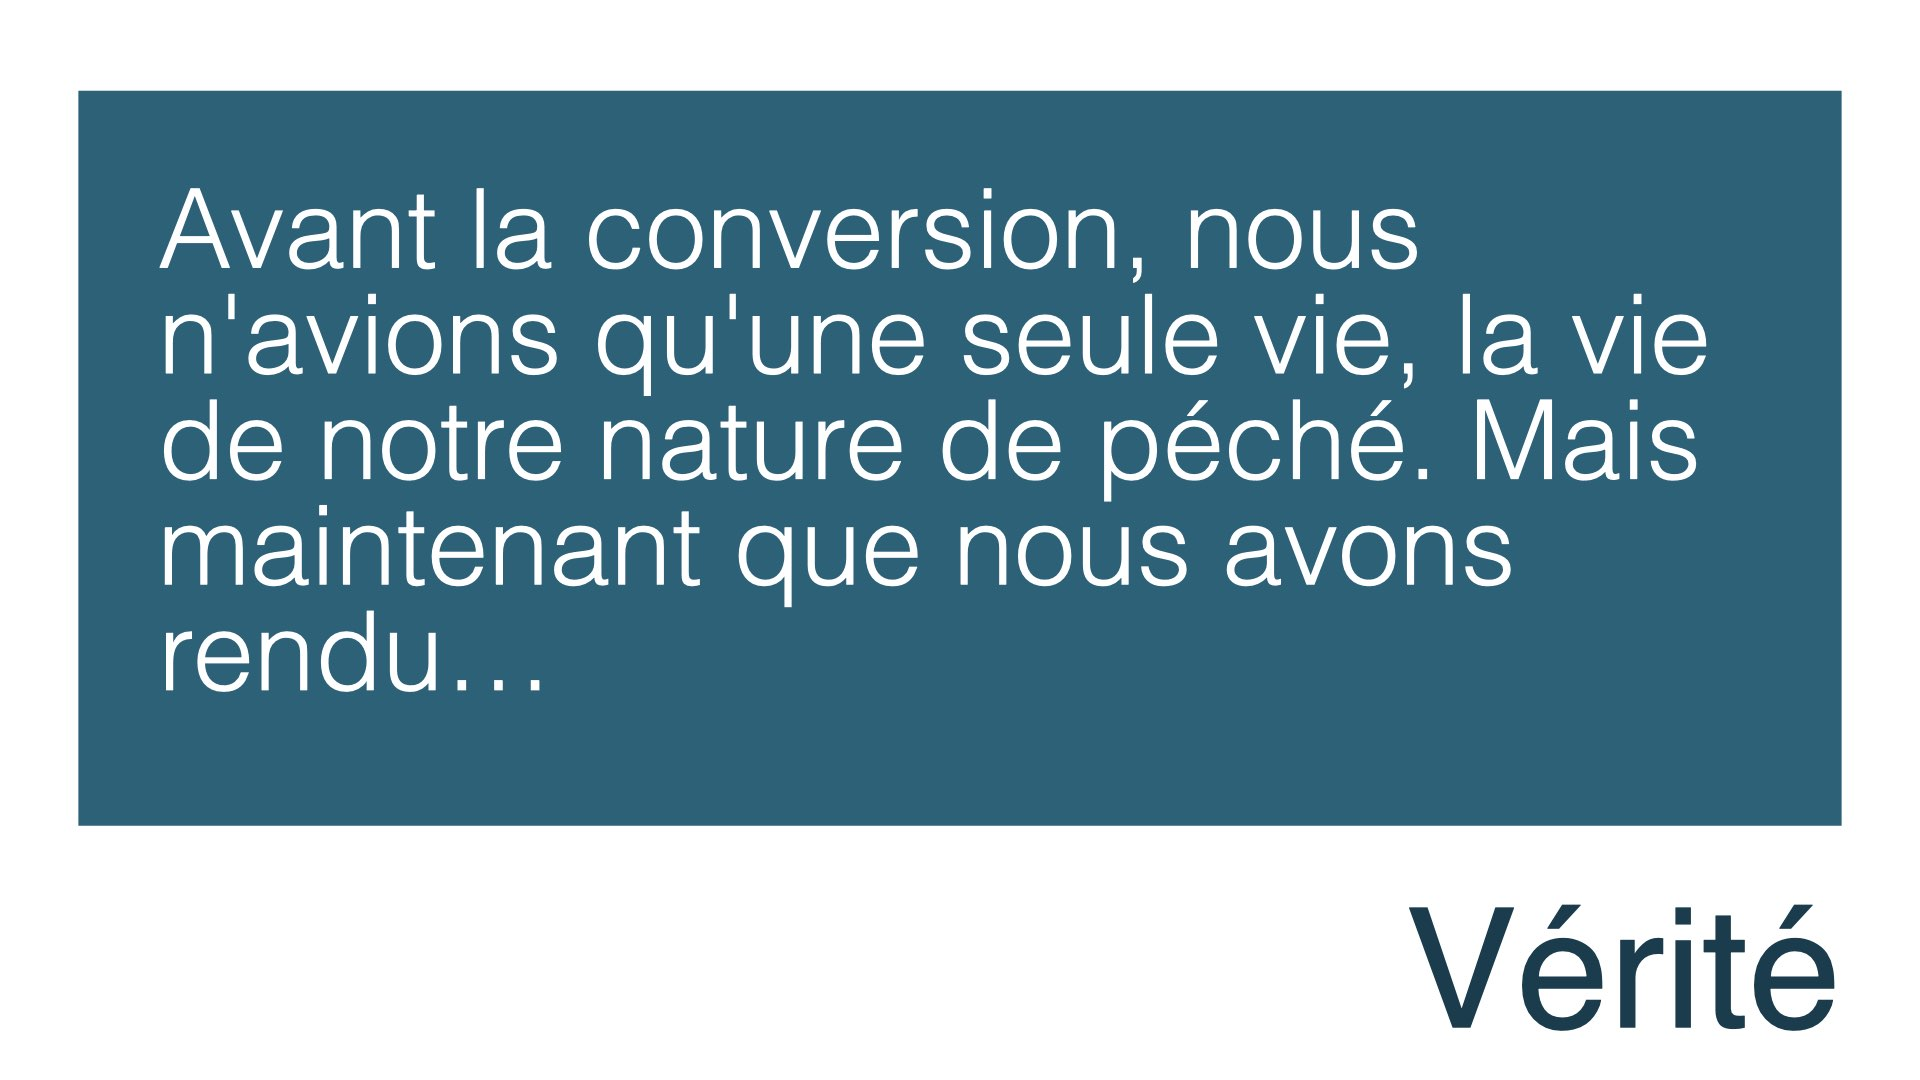 Avant la conversion, nous
n'avions qu'une seule vie, la vie
de notre nature de péché. Mais
maintenant que nous avons
rendu…
Vérité